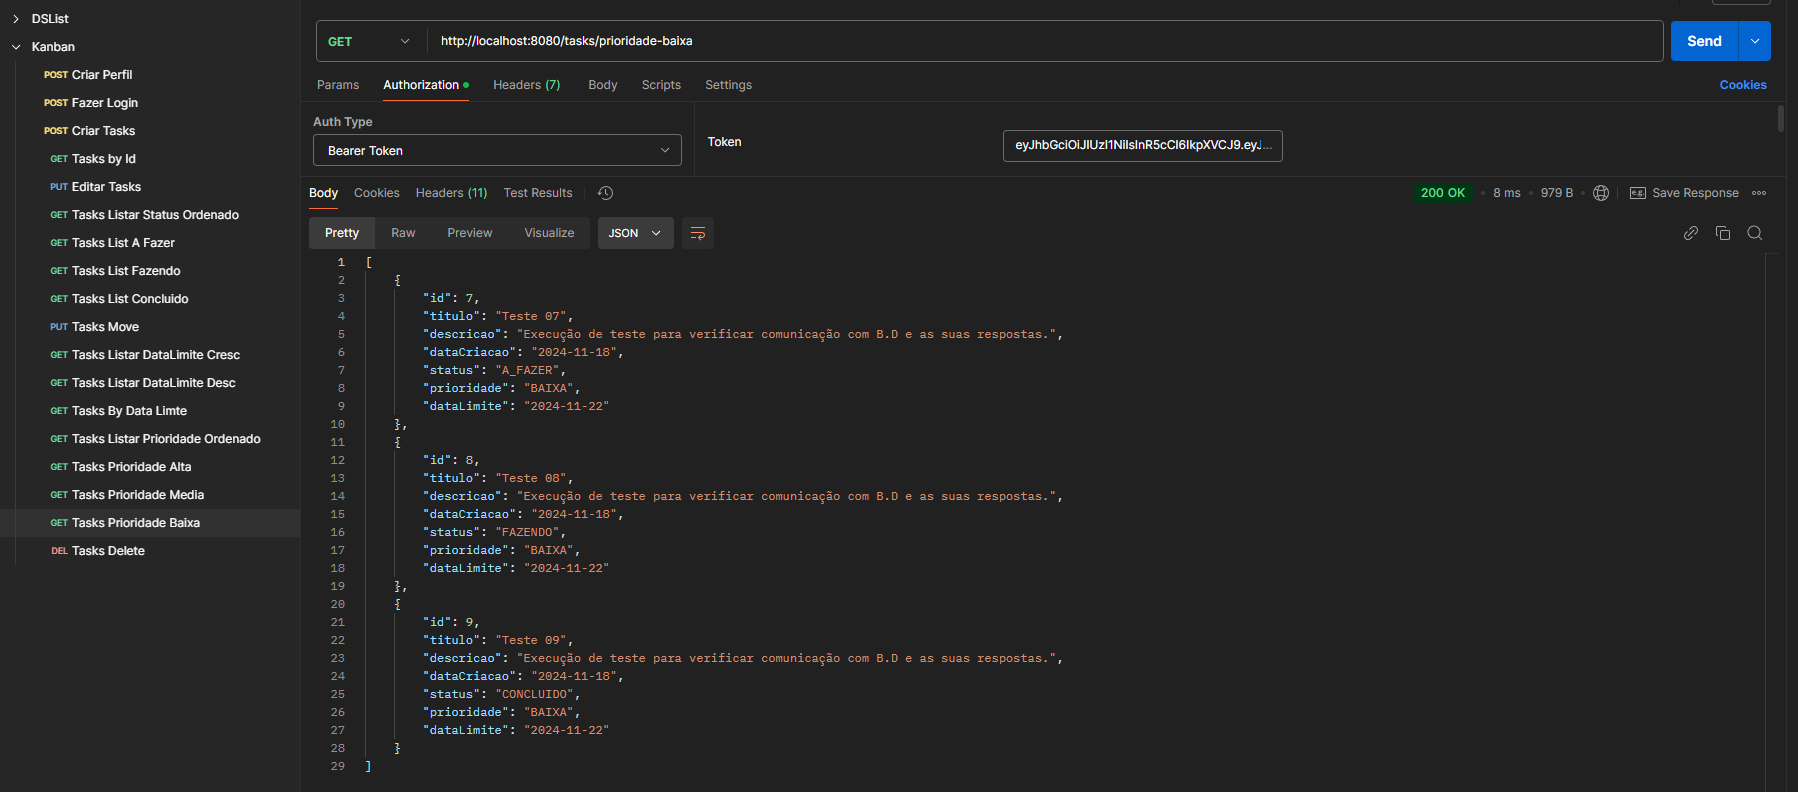 DSList
Kanban
POST Criar Perfil
POST Fazer Login
POST Criar Tasks
GET Tasks by Id
PUT Editar Tasks
GET Tasks Listar Status Ordenado
GET Tasks List A Fazer
GET Tasks List Fazendo
GET Tasks List Concluido
PUT Tasks Move
GET Tasks Listar DataLimite Cresc
GET Tasks Listar DataLimite Desc
GET Tasks By Data Limte
GET Tasks Listar Prioridade Ordenado
GET Tasks Prioridade Alta
GET Tasks Prioridade Media
GET Tasks Prioridade Baixa
DEL Tasks Delete
GET http://localhost:8080/tasks/prioridade-baixa Send
Params Authorization Headers (7) Body Scripts Settings Cookies
Auth Type
Bearer Token
Token eyJhbGciOiJIUzI1NiIsInR5cCI6IkpXVCJ9.eyJ...
Body Cookies Headers (11) Test Results 200 OK • 8 ms • 979 B • e.g. Save Response
Pretty Raw Preview Visualize JSON
1 [
2 {
3 "id": 7,
4 "titulo": "Teste 07",
5 "descricao": "Execução de teste para verificar comunicação com B.D e as suas respostas.",
6 "dataCriacao": "2024-11-18",
7 "status": "A_FAZER",
8 "prioridade": "BAIXA",
9 "dataLimite": "2024-11-22"
10 },
11 {
12 "id": 8,
13 "titulo": "Teste 08",
14 "descricao": "Execução de teste para verificar comunicação com B.D e as suas respostas.",
15 "dataCriacao": "2024-11-18",
16 "status": "FAZENDO",
17 "prioridade": "BAIXA",
18 "dataLimite": "2024-11-22"
19 },
20 {
21 "id": 9,
22 "titulo": "Teste 09",
23 "descricao": "Execução de teste para verificar comunicação com B.D e as suas respostas.",
24 "dataCriacao": "2024-11-18",
25 "status": "CONCLUIDO",
26 "prioridade": "BAIXA",
27 "dataLimite": "2024-11-22"
28 }
29 ]